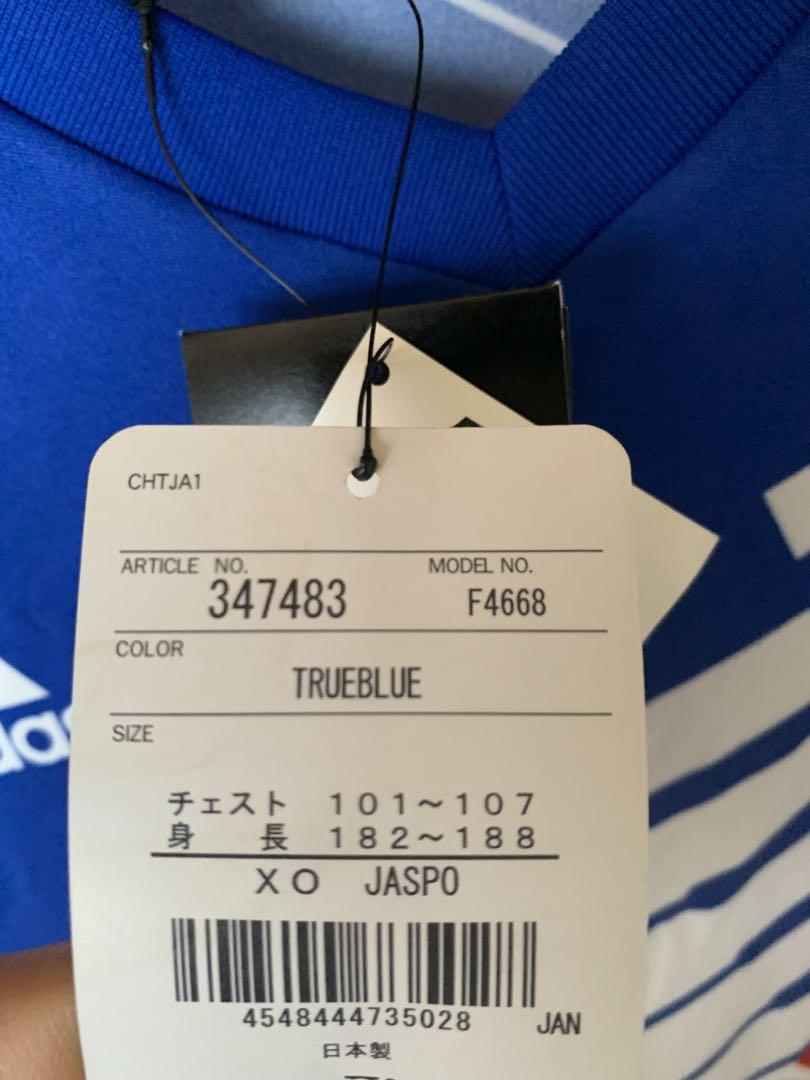 CHTJA1
ARTICLE NO. MODEL NO.
347483 F4668
COLOR
TRUEBLUE
SIZE
チェスト 101～107
身 長 182～188
XO JASPO
4548444735028 JAN
日本製